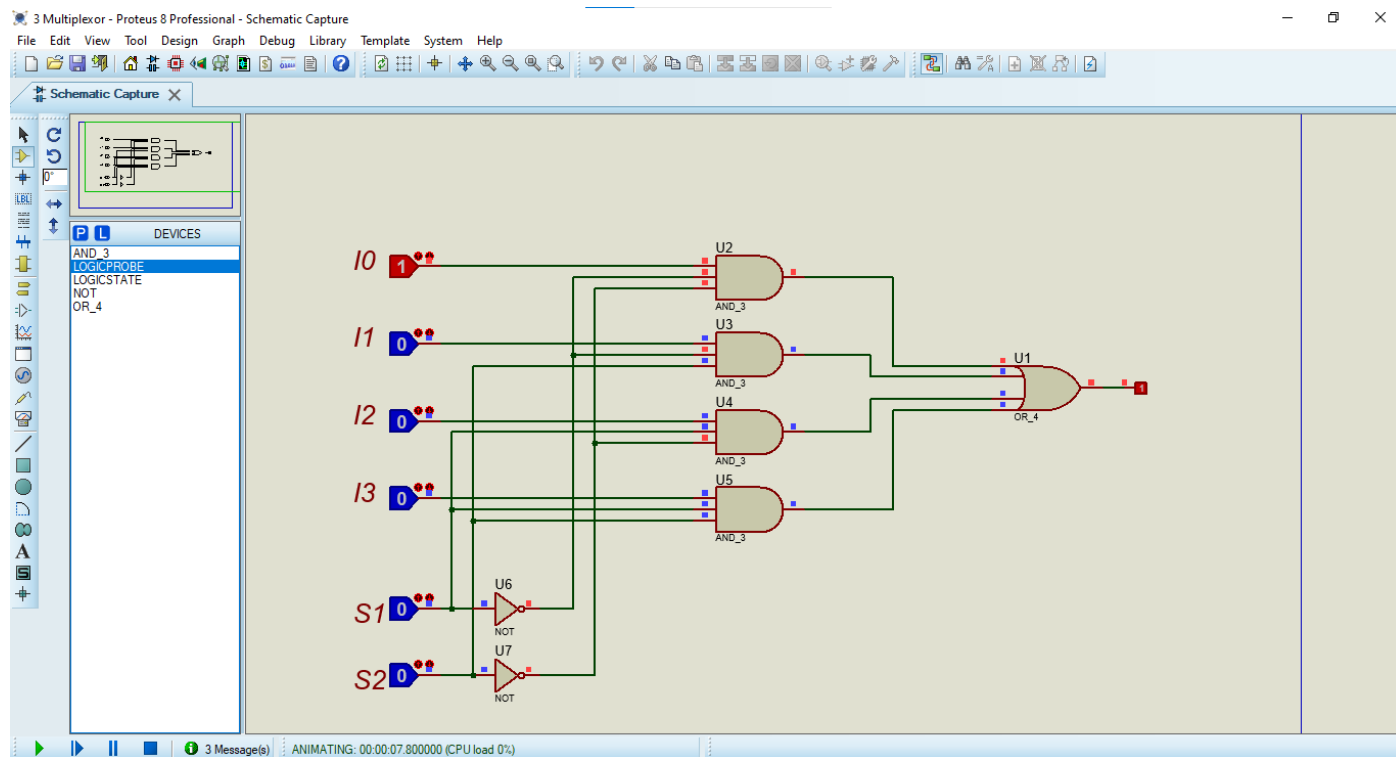 3 Multiplexor - Proteus 8 Professional - Schematic Capture
File Edit View Tool Design Graph Debug Library Template System Help
Schematic Capture
0°
LBL
P L DEVICES
AND_3
LOGICPROBE
LOGICSTATE
NOT
OR_4
A
S
I0 1
U2
AND_3
I1 0
U3
AND_3
U1
1
OR_4
I2 0
U4
AND_3
I3 0
U5
AND_3
S1 0
U6
NOT
S2 0
U7
NOT
3 Message(s) ANIMATING: 00:00:07.800000 (CPU load 0%)